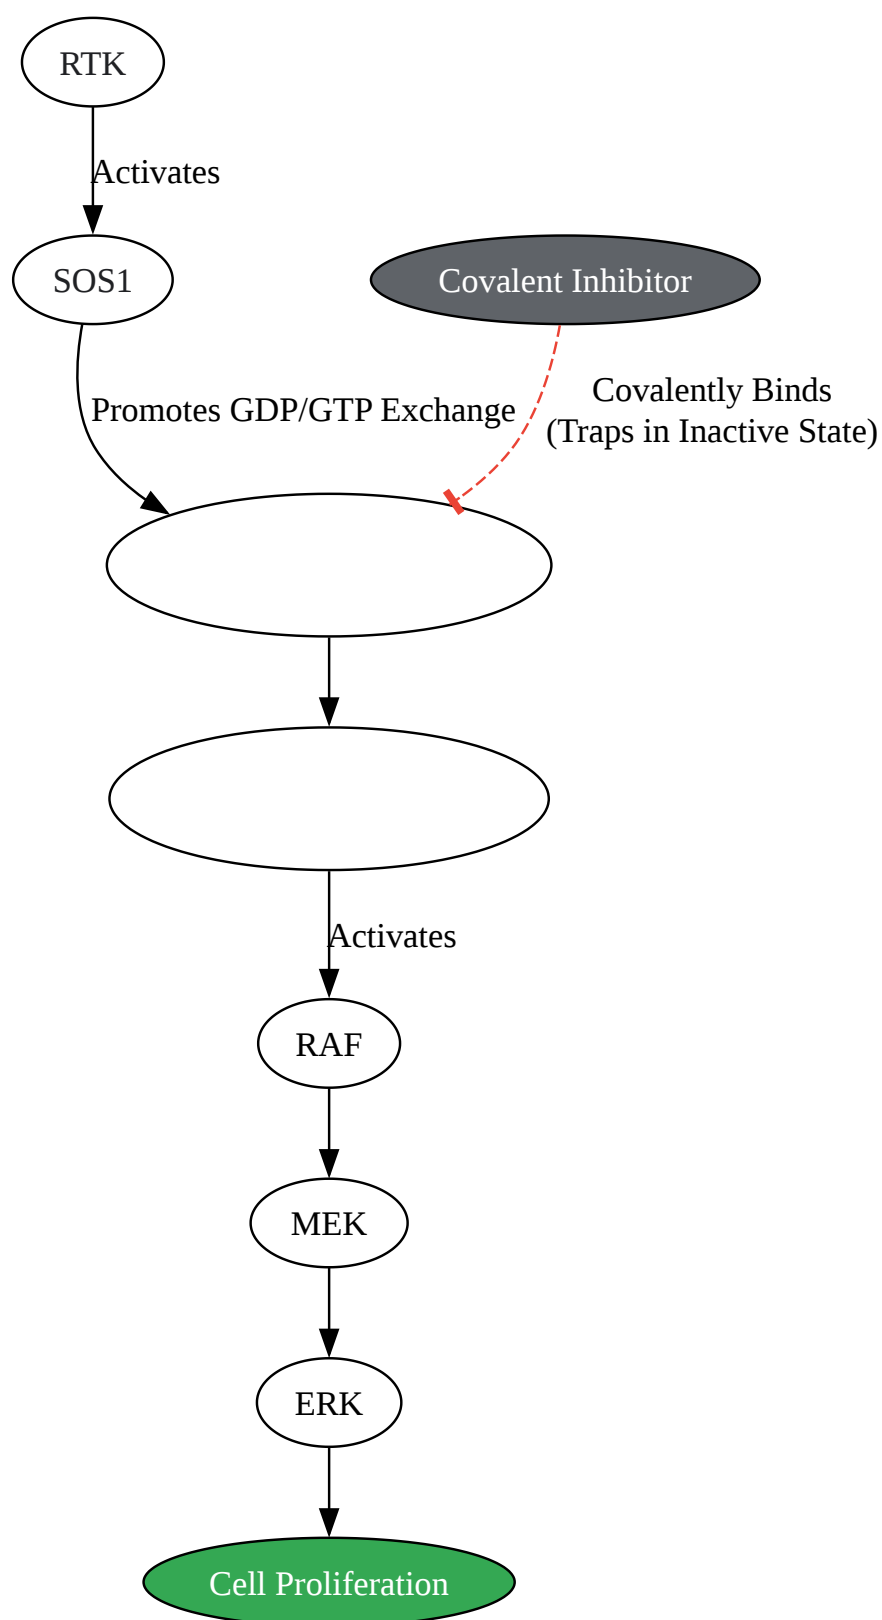 RTK
Activates
SOS1
Covalent Inhibitor
Promotes GDP/GTP Exchange
Covalently Binds
(Traps in Inactive State)
Activates
RAF
MEK
ERK
Cell Proliferation